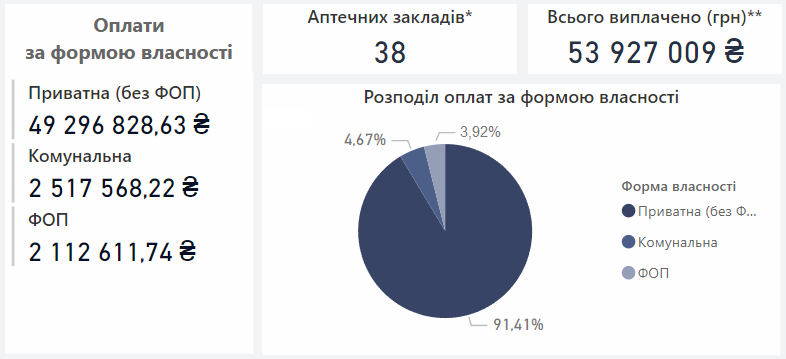 Оплати
за формою власності
Приватна (без ФОП)
49 296 828,63 ₴
Комунальна
2 517 568,22 ₴
ФОП
2 112 611,74 ₴
Аптечних закладів*
38
Всього виплачено (грн)**
53 927 009 ₴
Розподіл оплат за формою власності
4,67%
3,92%
91,41%
Форма власності
Приватна (без Ф...
Комунальна
ФОП